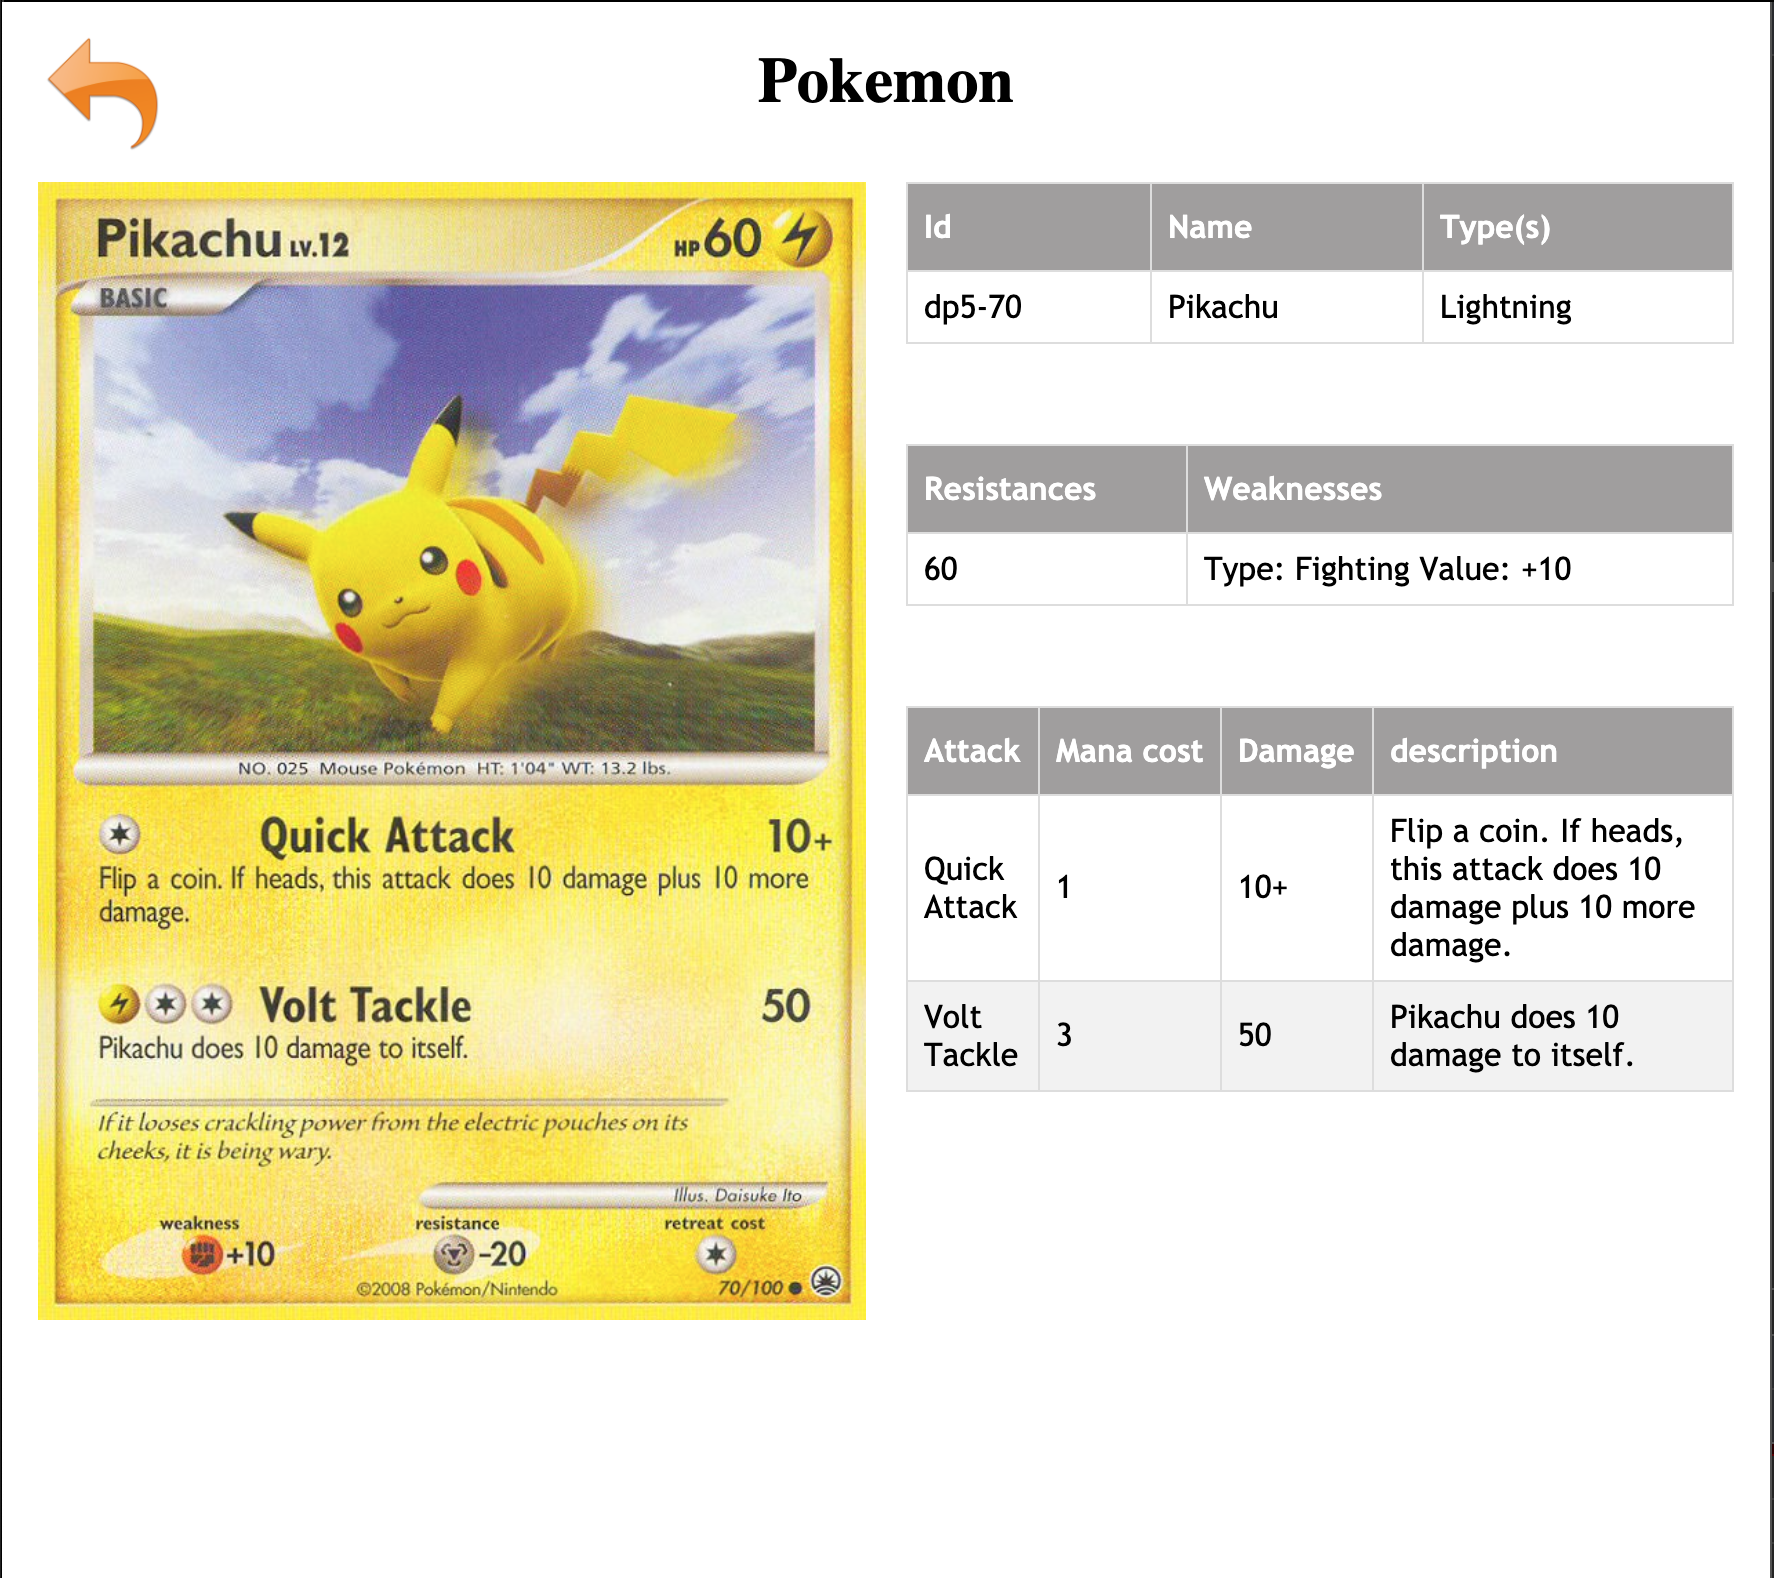 Pokemon
Pikachu LV.12 HP 60
BASIC
NO. 025 Mouse Pokémon HT: 1'04" WT: 13.2 lbs.
Quick Attack 10+
Flip a coin. If heads, this attack does 10 damage plus 10 more
damage.
Volt Tackle 50
Pikachu does 10 damage to itself.
If it looses crackling power from the electric pouches on its
cheeks, it is being wary.
Illus. Daisuke Ito
weakness resistance retreat cost
+10 -20
©2008 Pokémon/Nintendo 70/100
Id Name Type(s)
dp5-70 Pikachu Lightning
Resistances Weaknesses
60 Type: Fighting Value: +10
Attack Mana cost Damage description
Quick
Attack
1
10+
Flip a coin. If heads,
this attack does 10
damage plus 10 more
damage.
Volt
Tackle
3
50
Pikachu does 10
damage to itself.